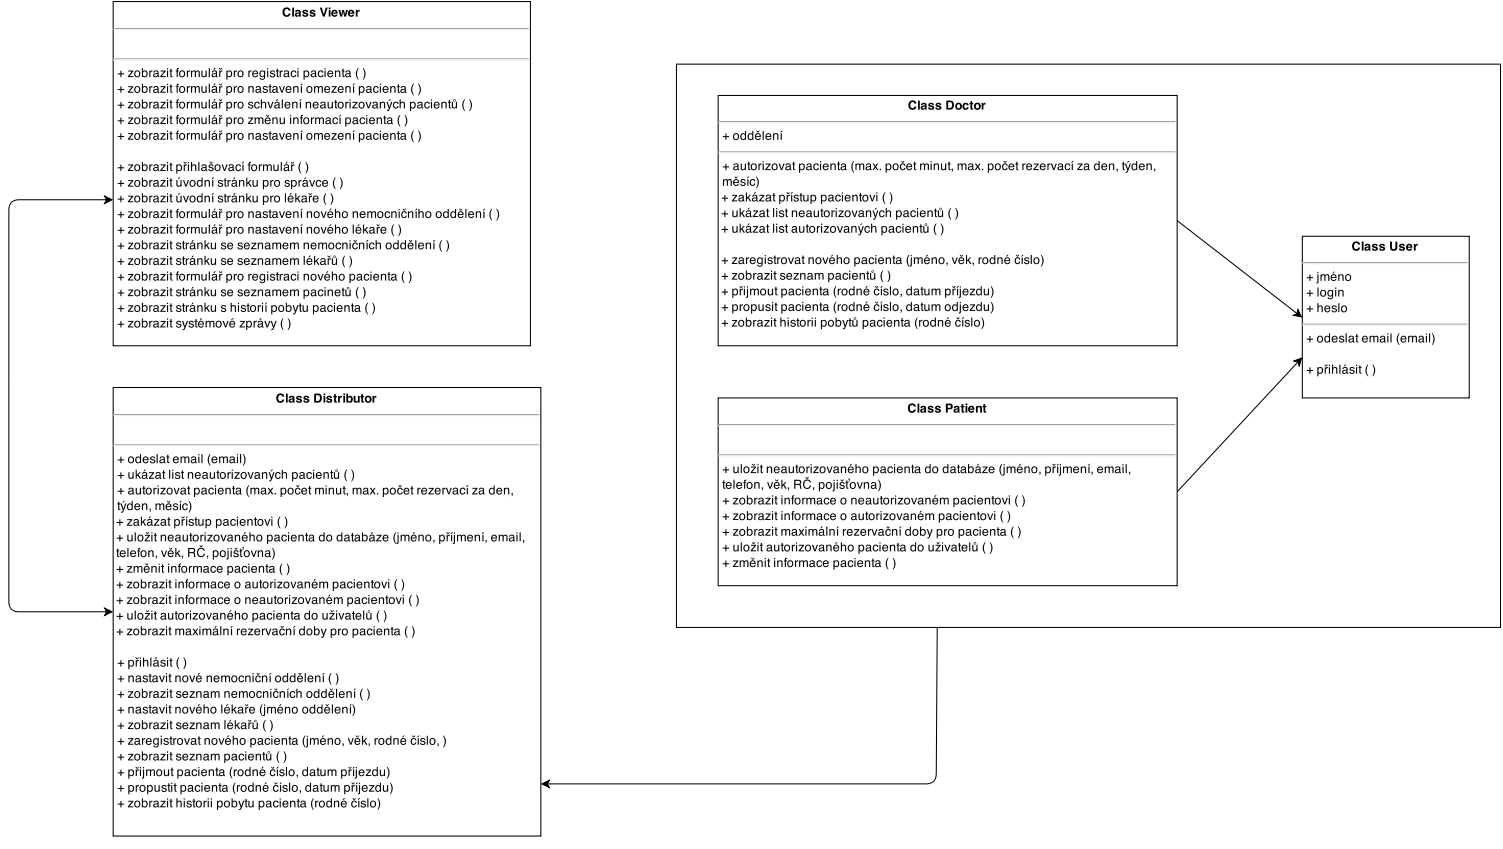 Class Viewer
+ zobrazit formulář pro registraci pacienta ( )
+ zobrazit formulář pro nastavení omezení pacienta ( )
+ zobrazit formulář pro schválení neautorizovaných pacientů ( )
+ zobrazit formulář pro změnu informací pacienta ( )
+ zobrazit formulář pro nastavení omezení pacienta ( )
+ zobrazit přihlašovací formulář ( )
+ zobrazit úvodní stránku pro správce ( )
+ zobrazit úvodní stránku pro lékaře ( )
+ zobrazit formulář pro nastavení nového nemocničního oddělení ( )
+ zobrazit formulář pro nastavení nového lékaře ( )
+ zobrazit stránku se seznamem nemocničních oddělení ( )
+ zobrazit stránku se seznamem lékařů ( )
+ zobrazit formulář pro registraci nového pacienta ( )
+ zobrazit stránku se seznamem pacinetů ( )
+ zobrazit stránku s historií pobytu pacienta ( )
+ zobrazit systémové zprávy ( )
Class Distributor
+ odeslat email (email)
+ ukázat list neautorizovaných pacientů ( )
+ autorizovat pacienta (max. počet minut, max. počet rezervací za den,
týden, měsíc)
+ zakázat přístup pacientovi ( )
+ uložit neautorizovaného pacienta do databáze (jméno, příjmení, email,
telefon, věk, RČ, pojišťovna)
+ změnit informace pacienta ( )
+ zobrazit informace o autorizovaném pacientovi ( )
+ zobrazit informace o neautorizovaném pacientovi ( )
+ uložit autorizovaného pacienta do uživatelů ( )
+ zobrazit maximální rezervační doby pro pacienta ( )
+ přihlásit ( )
+ nastavit nové nemocniční oddělení ( )
+ zobrazit seznam nemocničních oddělení ( )
+ nastavit nového lékaře (jméno oddělení)
+ zobrazit seznam lékařů ( )
+ zaregistrovat nového pacienta (jméno, věk, rodné číslo, )
+ zobrazit seznam pacientů ( )
+ přijmout pacienta (rodné číslo, datum příjezdu)
+ propustit pacienta (rodné číslo, datum příjezdu)
+ zobrazit historii pobytu pacienta (rodné číslo)
Class Doctor
+ oddělení
+ autorizovat pacienta (max. počet minut, max. počet rezervací za den, týden,
měsíc)
+ zakázat přístup pacientovi ( )
+ ukázat list neautorizovaných pacientů ( )
+ ukázat list autorizovaných pacientů ( )
+ zaregistrovat nového pacienta (jméno, věk, rodné číslo)
+ zobrazit seznam pacientů ( )
+ přijmout pacienta (rodné číslo, datum příjezdu)
+ propusit pacienta (rodné číslo, datum odjezdu)
+ zobrazit historii pobytů pacienta (rodné číslo)
Class Patient
+ uložit neautorizovaného pacienta do databáze (jméno, příjmení, email,
telefon, věk, RČ, pojišťovna)
+ zobrazit informace o neautorizovaném pacientovi ( )
+ zobrazit informace o autorizovaném pacientovi ( )
+ zobrazit maximální rezervační doby pro pacienta ( )
+ uložit autorizovaného pacienta do uživatelů ( )
+ změnit informace pacienta ( )
Class User
+ jméno
+ login
+ heslo
+ odeslat email (email)
+ přihlásit ( )